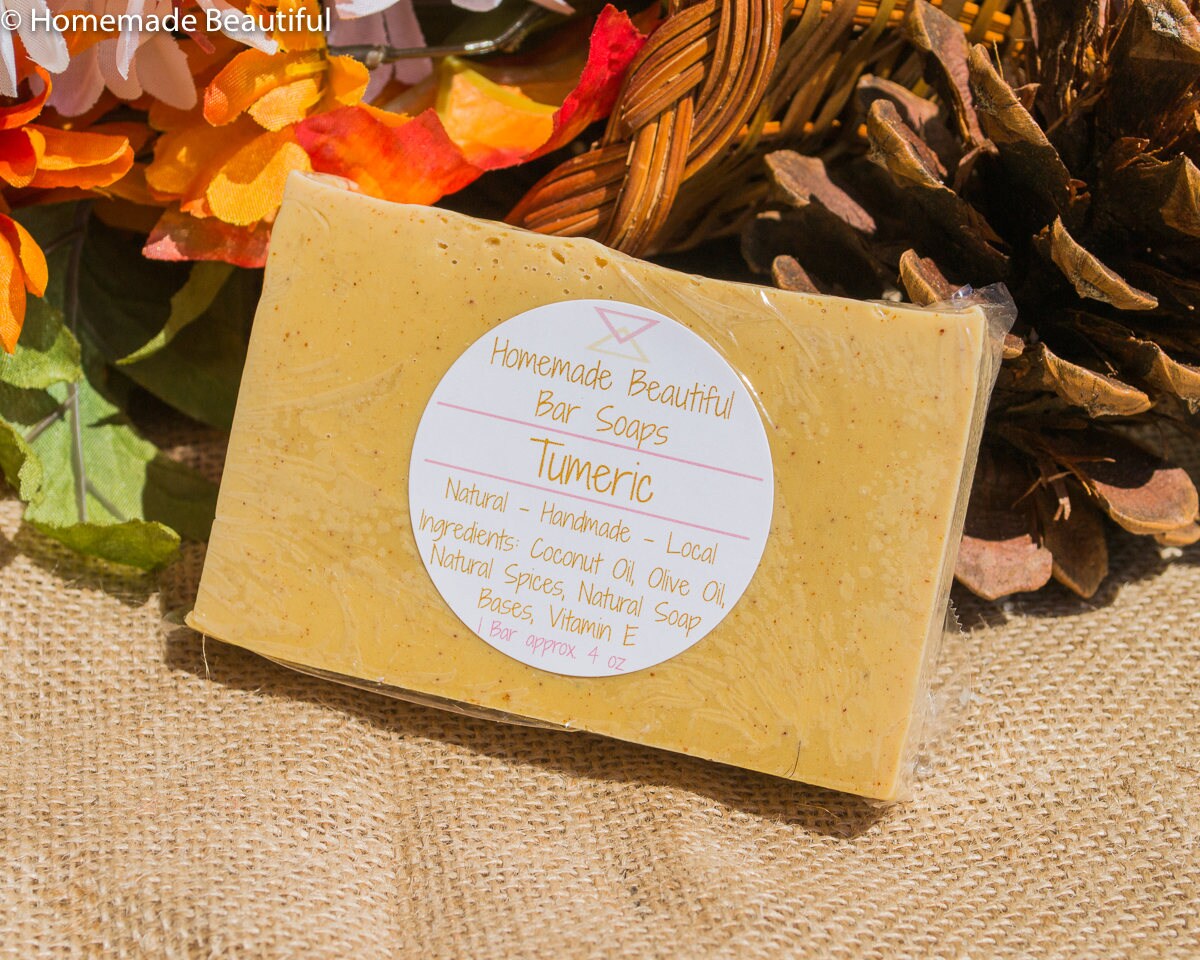 © Homemade Beautiful
Homemade Beautiful
Bar Soaps
Tumeric
Natural - Handmade - Local
Ingredients: Coconut Oil, Olive Oil,
Natural Spices, Natural Soap
Bases, Vitamin E
1 Bar approx. 4 oz